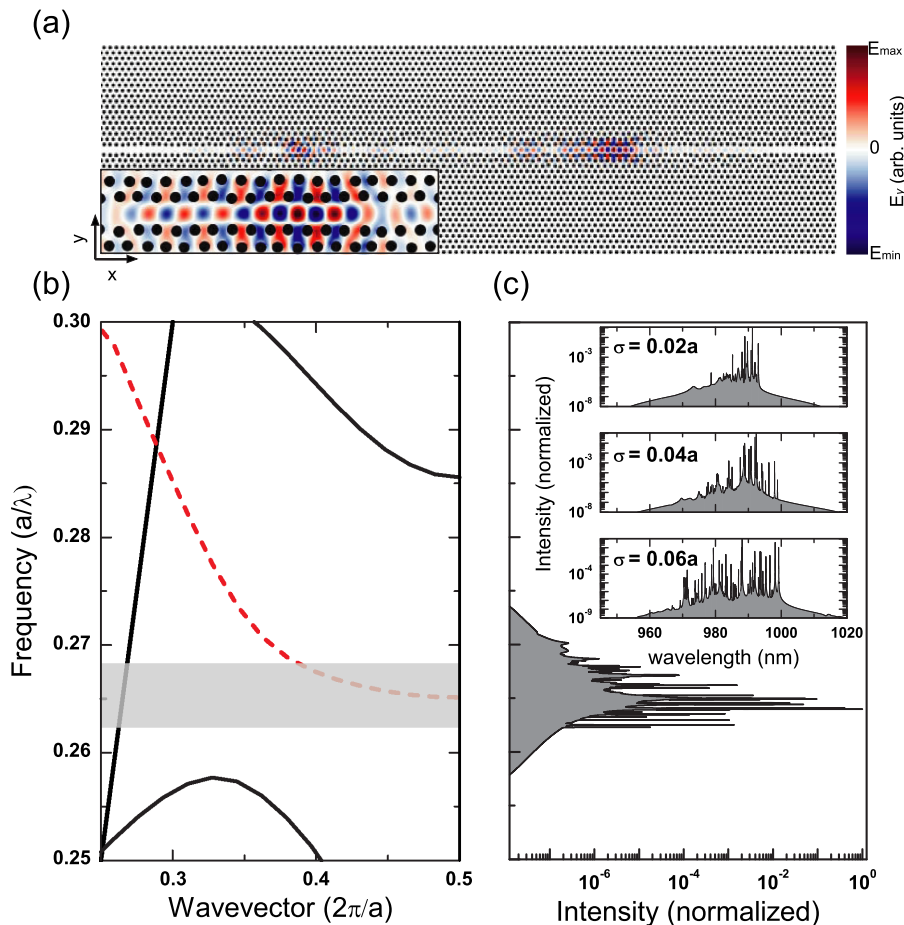 (a)
Emax
0
Emin
Ey (arb. units)
y
x
(b)
0.30
0.29
0.28
0.27
0.26
0.25
Frequency (a/λ)
0.3
0.4
0.5
Wavevector (2π/a)
(c)
σ = 0.02a
10-3
10-8
σ = 0.04a
10-3
10-8
σ = 0.06a
10-4
10-9
Intensity (normalized)
960
980
1000
1020
wavelength (nm)
10-6
10-4
10-2
100
Intensity (normalized)